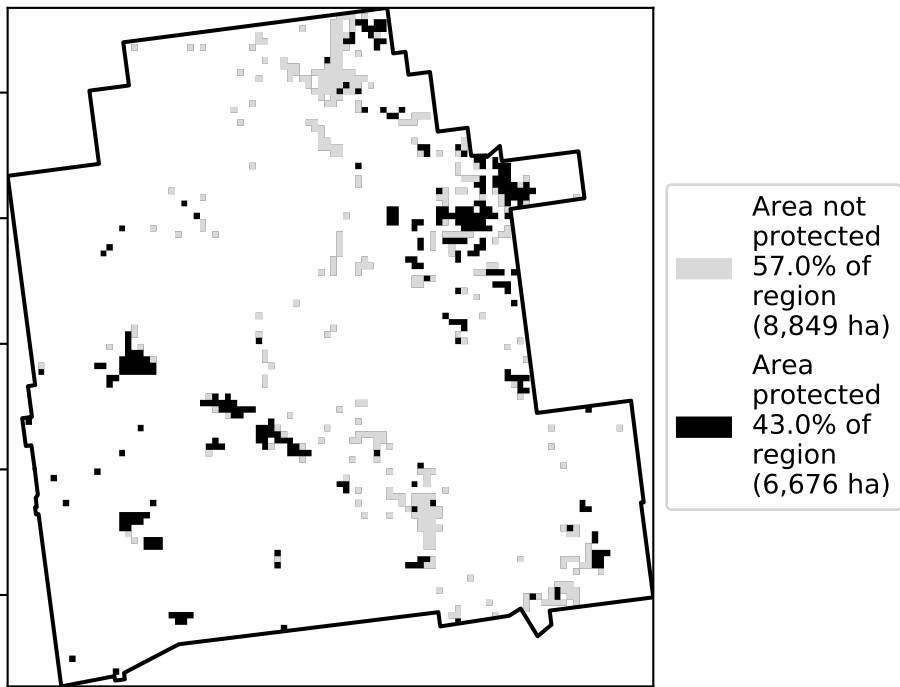 Area not
protected
57.0% of
region
(8,849 ha)
Area
protected
43.0% of
region
(6,676 ha)